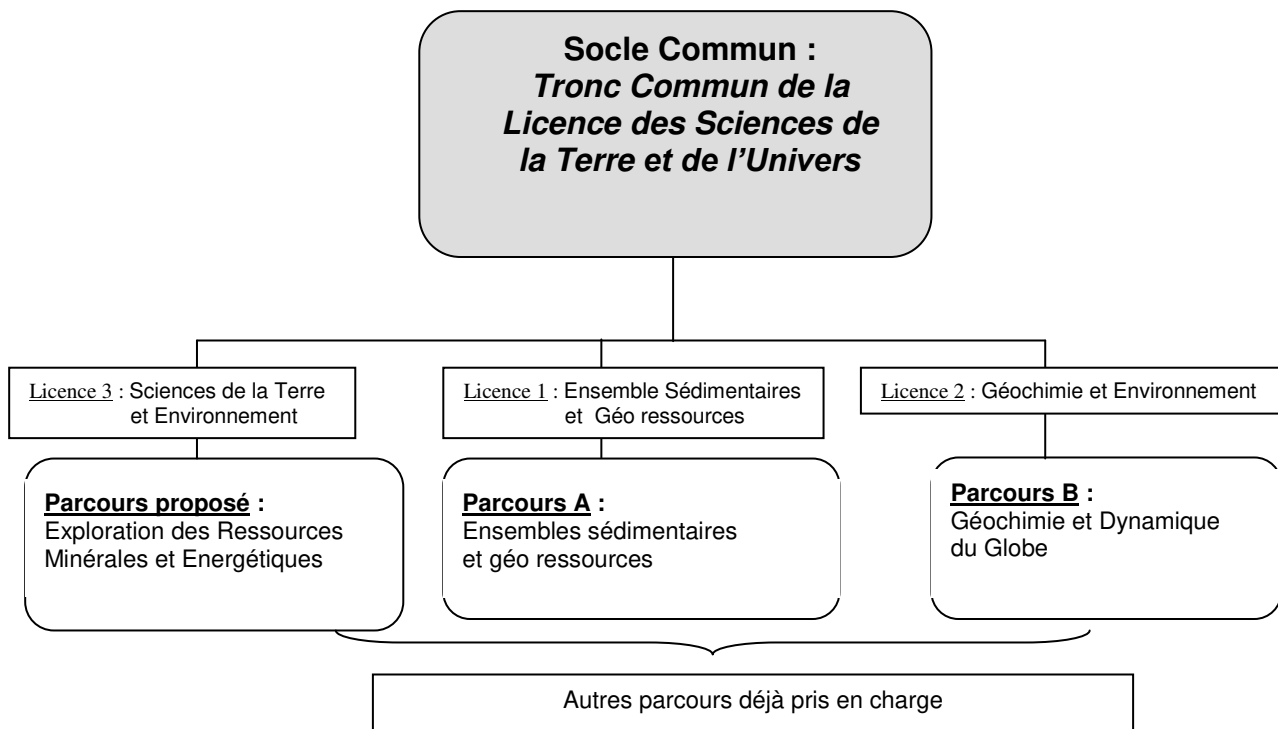 Socle Commun :
Tronc Commun de la
Licence des Sciences de
la Terre et de l’Univers
Licence 3 : Sciences de la Terre
et Environnement
Licence 1 : Ensemble Sédimentaires
et Géo ressources
Licence 2 : Géochimie et Environnement
Parcours proposé :
Exploration des Ressources
Minérales et Energétiques
Parcours A :
Ensembles sédimentaires
et géo ressources
Parcours B :
Géochimie et Dynamique
du Globe
Autres parcours déjà pris en charge